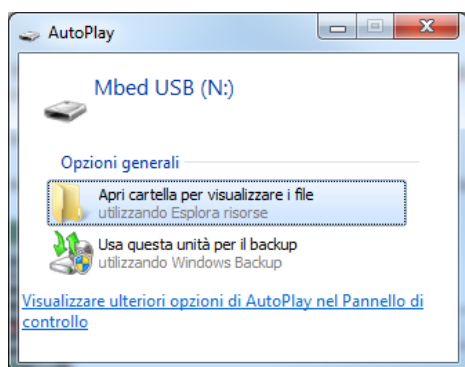 AutoPlay
Mbed USB (N:)
Opzioni generali
Apri cartella per visualizzare i file
utilizzando Esplora risorse
Usa questa unità per il backup
utilizzando Windows Backup
Visualizzare ulteriori opzioni di AutoPlay nel Pannello di
controllo